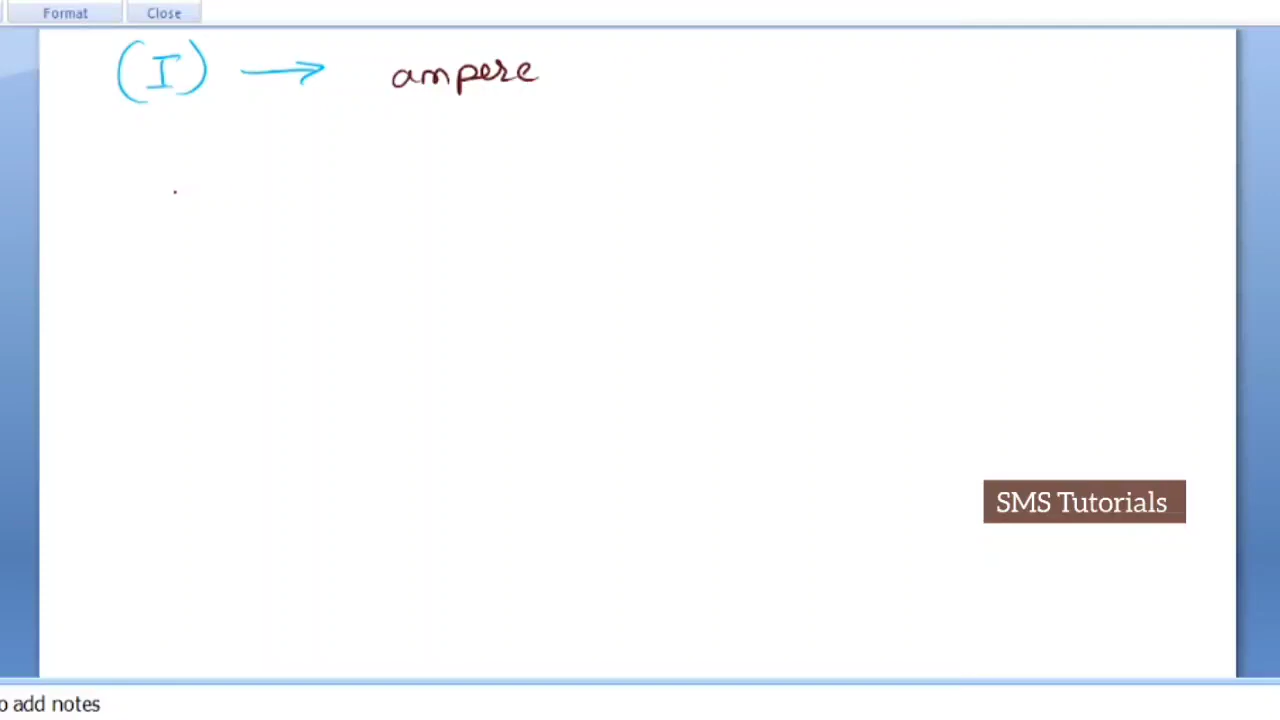 Format Close
(I) → ampere
SMS Tutorials
o add notes